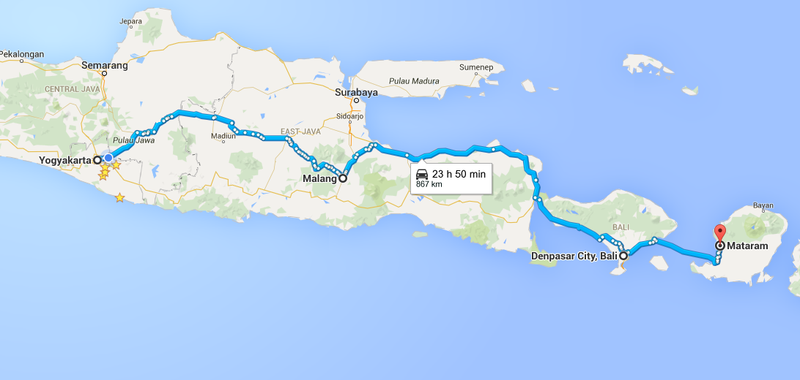 Jepara
Pekalongan
Semarang
CENTRAL JAVA
Sumenep
Pulau Madura
Surabaya
Sidoarjo
Pulau Jawa
Madiun
EAST JAVA
Yogyakarta
Malang
23 h 50 min
867 km
Bayan
BALI
Mataram
Denpasar City, Bali